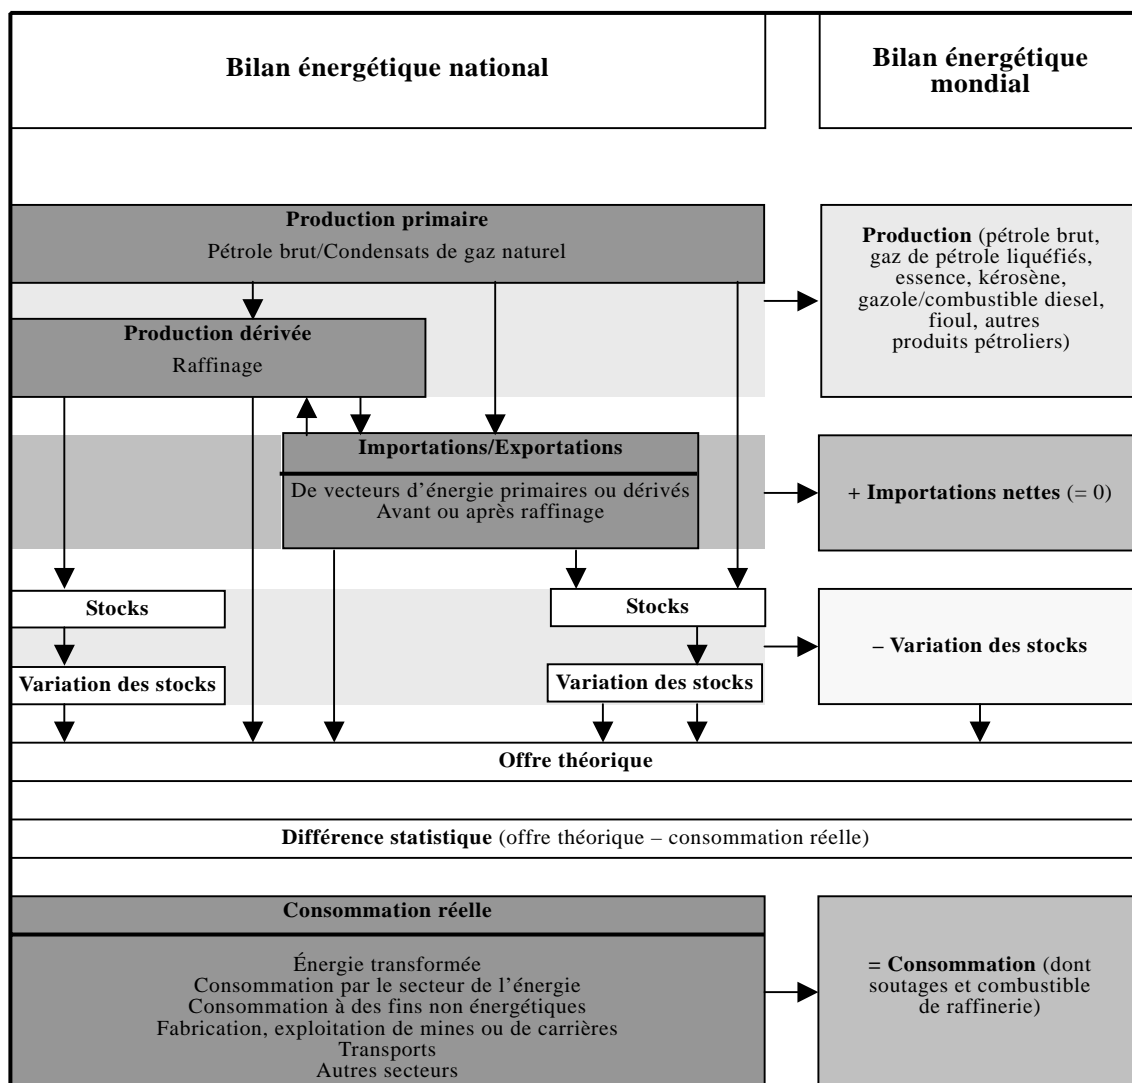 Bilan énergétique national
Bilan énergétique
mondial
Production primaire
Pétrole brut/Condensats de gaz naturel
Production (pétrole brut,
gaz de pétrole liquéfiés,
essence, kérosène,
gazole/combustible diesel,
fioul, autres
produits pétroliers)
Production dérivée
Raffinage
Importations/Exportations
De vecteurs d’énergie primaires ou dérivés
Avant ou après raffinage
+ Importations nettes (= 0)
Stocks
Stocks
– Variation des stocks
Variation des stocks
Variation des stocks
Offre théorique
Différence statistique (offre théorique – consommation réelle)
Consommation réelle
Énergie transformée
Consommation par le secteur de l’énergie
Consommation à des fins non énergétiques
Fabrication, exploitation de mines ou de carrières
Transports
Autres secteurs
= Consommation (dont
soutages et combustible
de raffinerie)